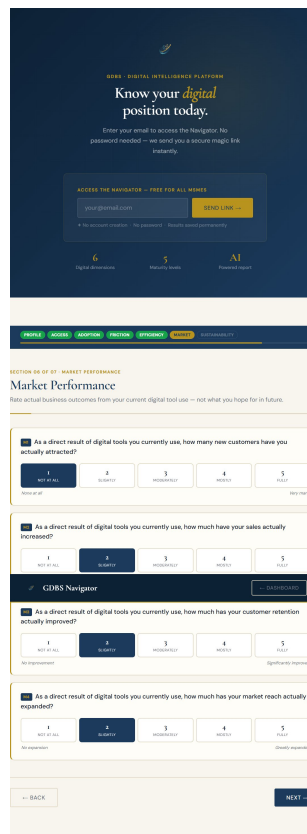 GDBS · DIGITAL INTELLIGENCE PLATFORM
Know your digital
position today.
Enter your email to access the Navigator. No
password needed — we send you a secure magic link
instantly.
ACCESS THE NAVIGATOR — FREE FOR ALL MSMES
your@email.com
SEND LINK →
No account creation · No password · Results saved permanently
6
Digital dimensions
5
Maturity levels
AI
Powered report
PROFILE
ACCESS
ADOPTION
FRICTION
EFFICIENCY
MARKET
SUSTAINABILITY
SECTION 06 OF 07 · MARKET PERFORMANCE
Market Performance
Rate actual business outcomes from your current digital tool use — not what you hope for in future.
As a direct result of digital tools you currently use, how many new customers have you
actually attracted?
1 2 3 4 5
NOT AT ALL SLIGHTLY MODERATELY MOSTLY FULLY
None at all
As a direct result of digital tools you currently use, how much have your sales actually
increased?
1 2 3 4 5
NOT AT ALL SLIGHTLY MODERATELY MOSTLY FULLY
GDBS Navigator
← DASHBOARD
As a direct result of digital tools you currently use, how much has your customer retention
actually improved?
1 2 3 4 5
NOT AT ALL SLIGHTLY MODERATELY MOSTLY FULLY
No improvement Significantly improve
As a direct result of digital tools you currently use, how much has your market reach actually
expanded?
1 2 3 4 5
NOT AT ALL SLIGHTLY MODERATELY MOSTLY FULLY
No expansion Greatly expande
← BACK
NEXT